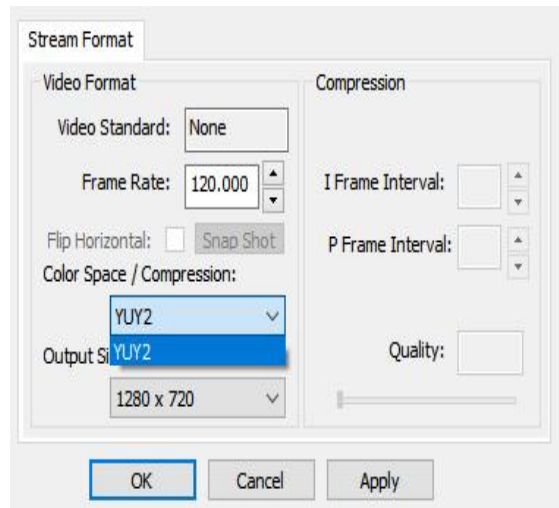 Stream Format
Video Format
Video Standard: None
Frame Rate: 120.000
Flip Horizontal: Snap Shot
Color Space / Compression:
YUY2
YUY2
Output Si
1280 x 720
Compression
I Frame Interval:
P Frame Interval:
Quality:
OK Cancel Apply